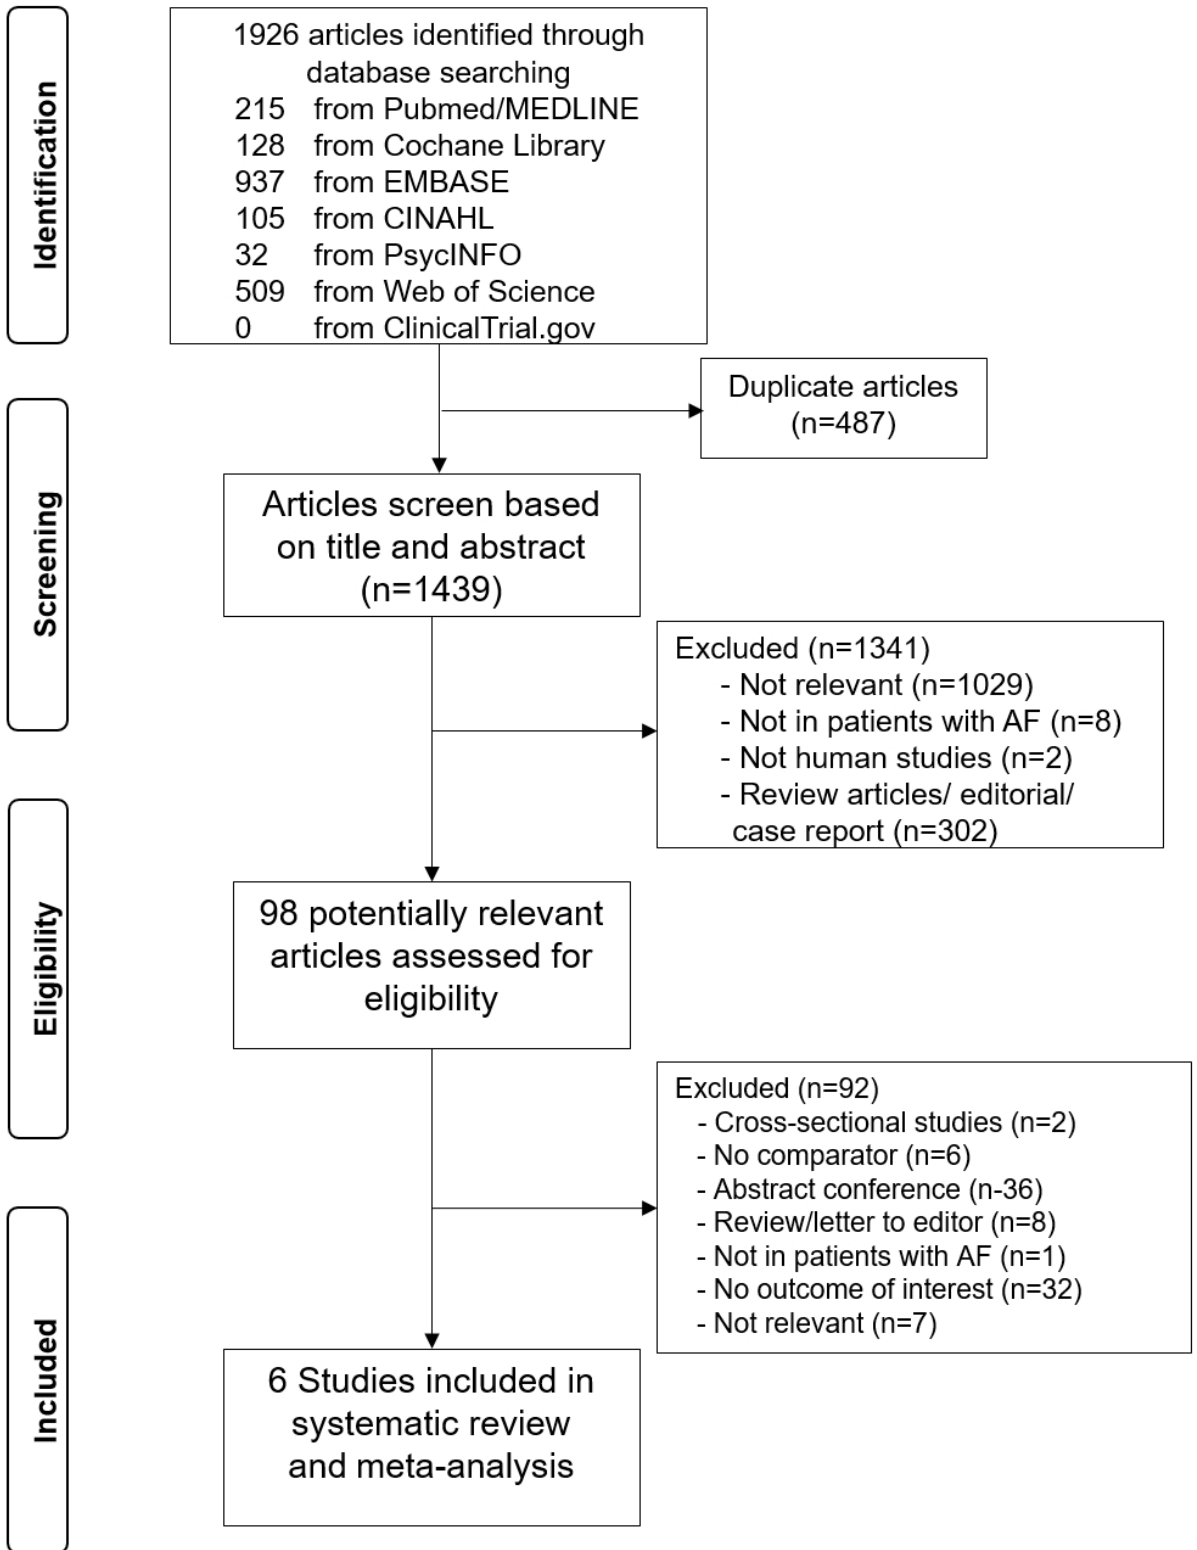 Identification
1926 articles identified through
database searching
215 from Pubmed/MEDLINE
128 from Cochane Library
937 from EMBASE
105 from CINAHL
32 from PsycINFO
509 from Web of Science
0 from ClinicalTrial.gov
Duplicate articles
(n=487)
Screening
Articles screen based
on title and abstract
(n=1439)
Excluded (n=1341)
- Not relevant (n=1029)
- Not in patients with AF (n=8)
- Not human studies (n=2)
- Review articles/ editorial/
case report (n=302)
Eligibility
98 potentially relevant
articles assessed for
eligibility
Excluded (n=92)
- Cross-sectional studies (n=2)
- No comparator (n=6)
- Abstract conference (n-36)
- Review/letter to editor (n=8)
- Not in patients with AF (n=1)
- No outcome of interest (n=32)
- Not relevant (n=7)
Included
6 Studies included in
systematic review
and meta-analysis